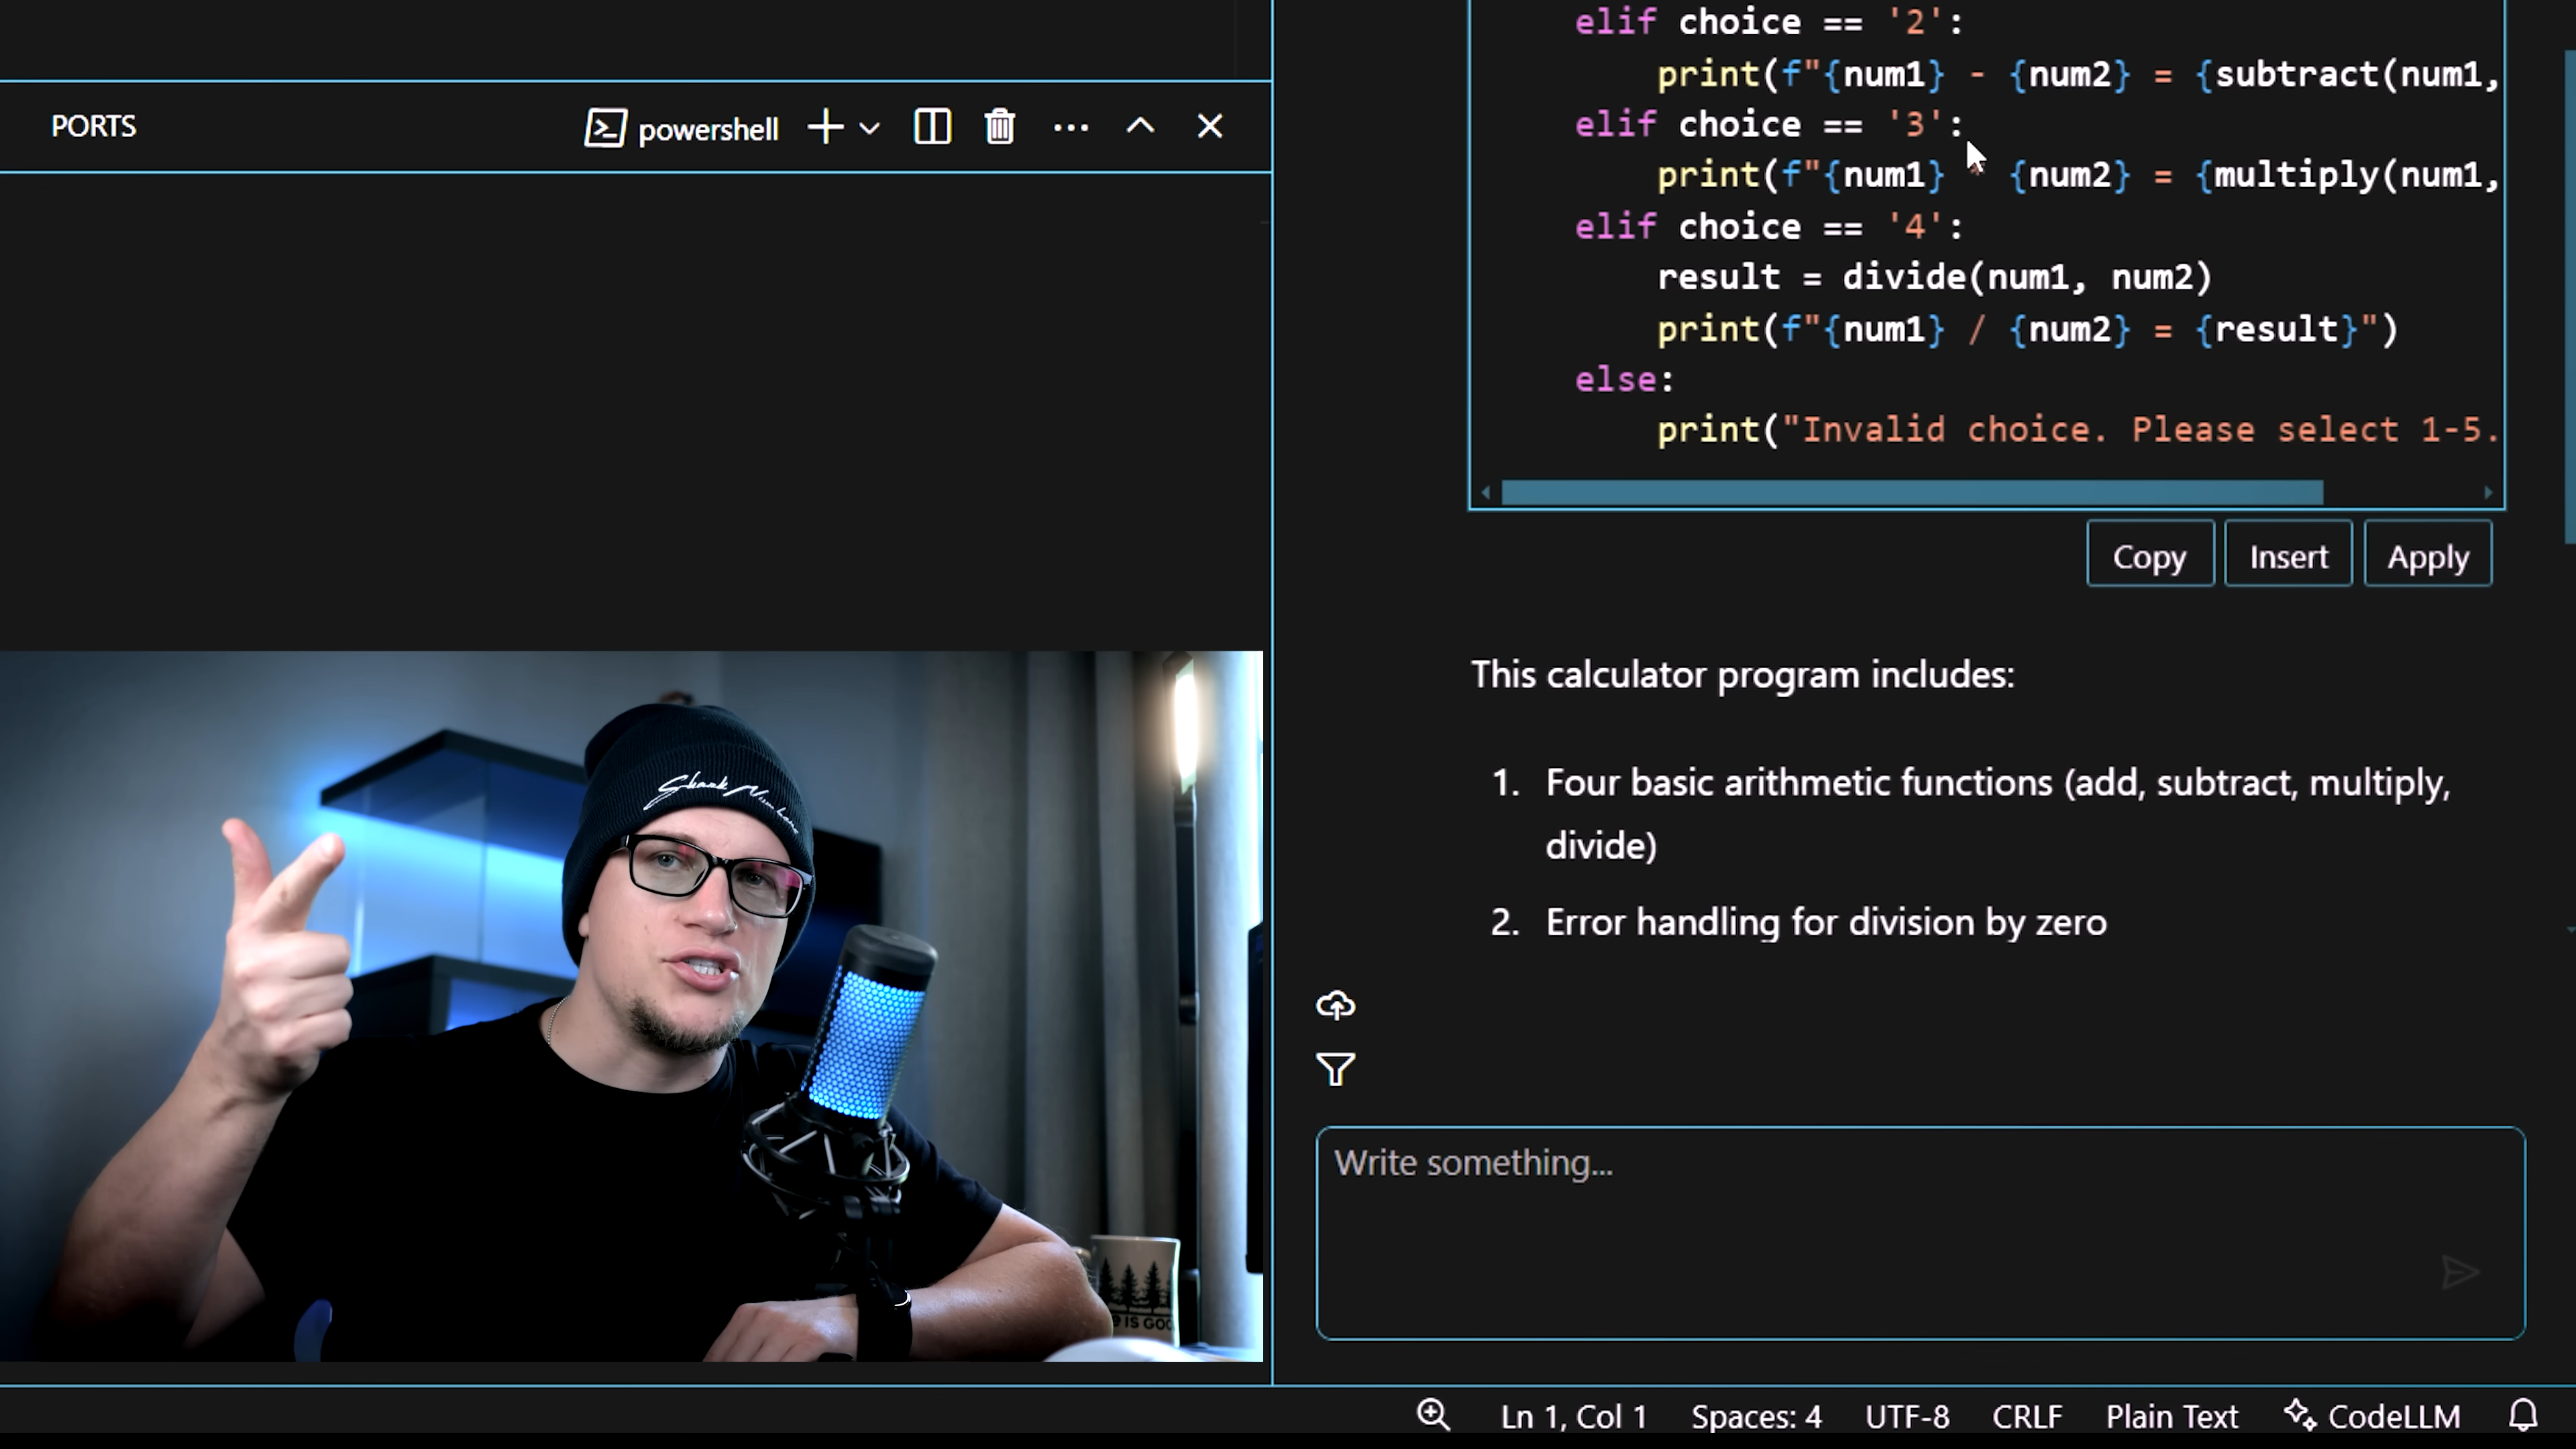 PORTS
powershell
elif choice == '2':
print(f"{num1} - {num2} = {subtract(num1,
elif choice == '3':
print(f"{num1} {num2} = {multiply(num1,
elif choice == '4':
result = divide(num1, num2)
print(f"{num1} / {num2} = {result}")
else:
print("Invalid choice. Please select 1-5.
Copy Insert Apply
This calculator program includes:
1. Four basic arithmetic functions (add, subtract, multiply,
divide)
2. Error handling for division by zero
Write something...
IS GOO
Ln 1, Col 1 Spaces: 4 UTF-8 CRLF Plain Text CodeLLM